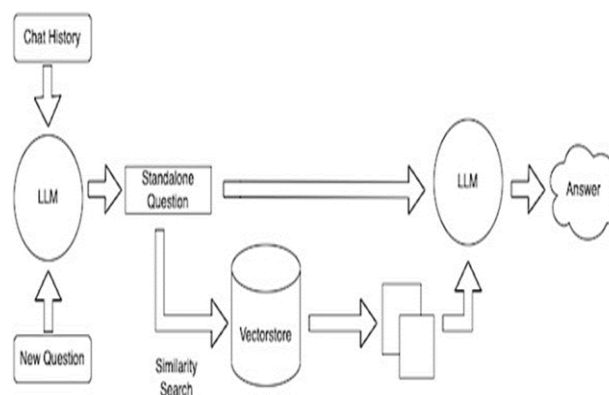 Chat History
LLM
Standalone
Question
LLM
Answer
New Question
Similarity
Search
Vectorstore